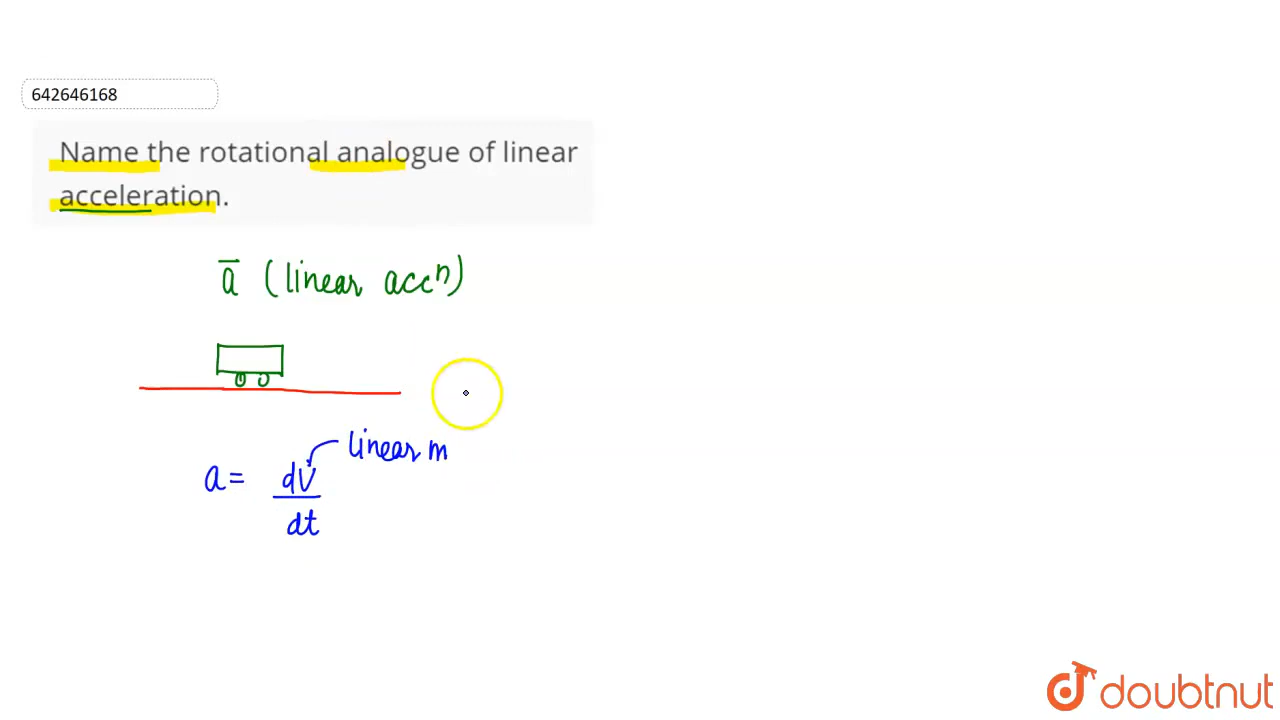 642646168
Name the rotational analogue of linear
acceleration.
a̅ (linear accⁿ)
linear m
a = dv
dt
doubtnut